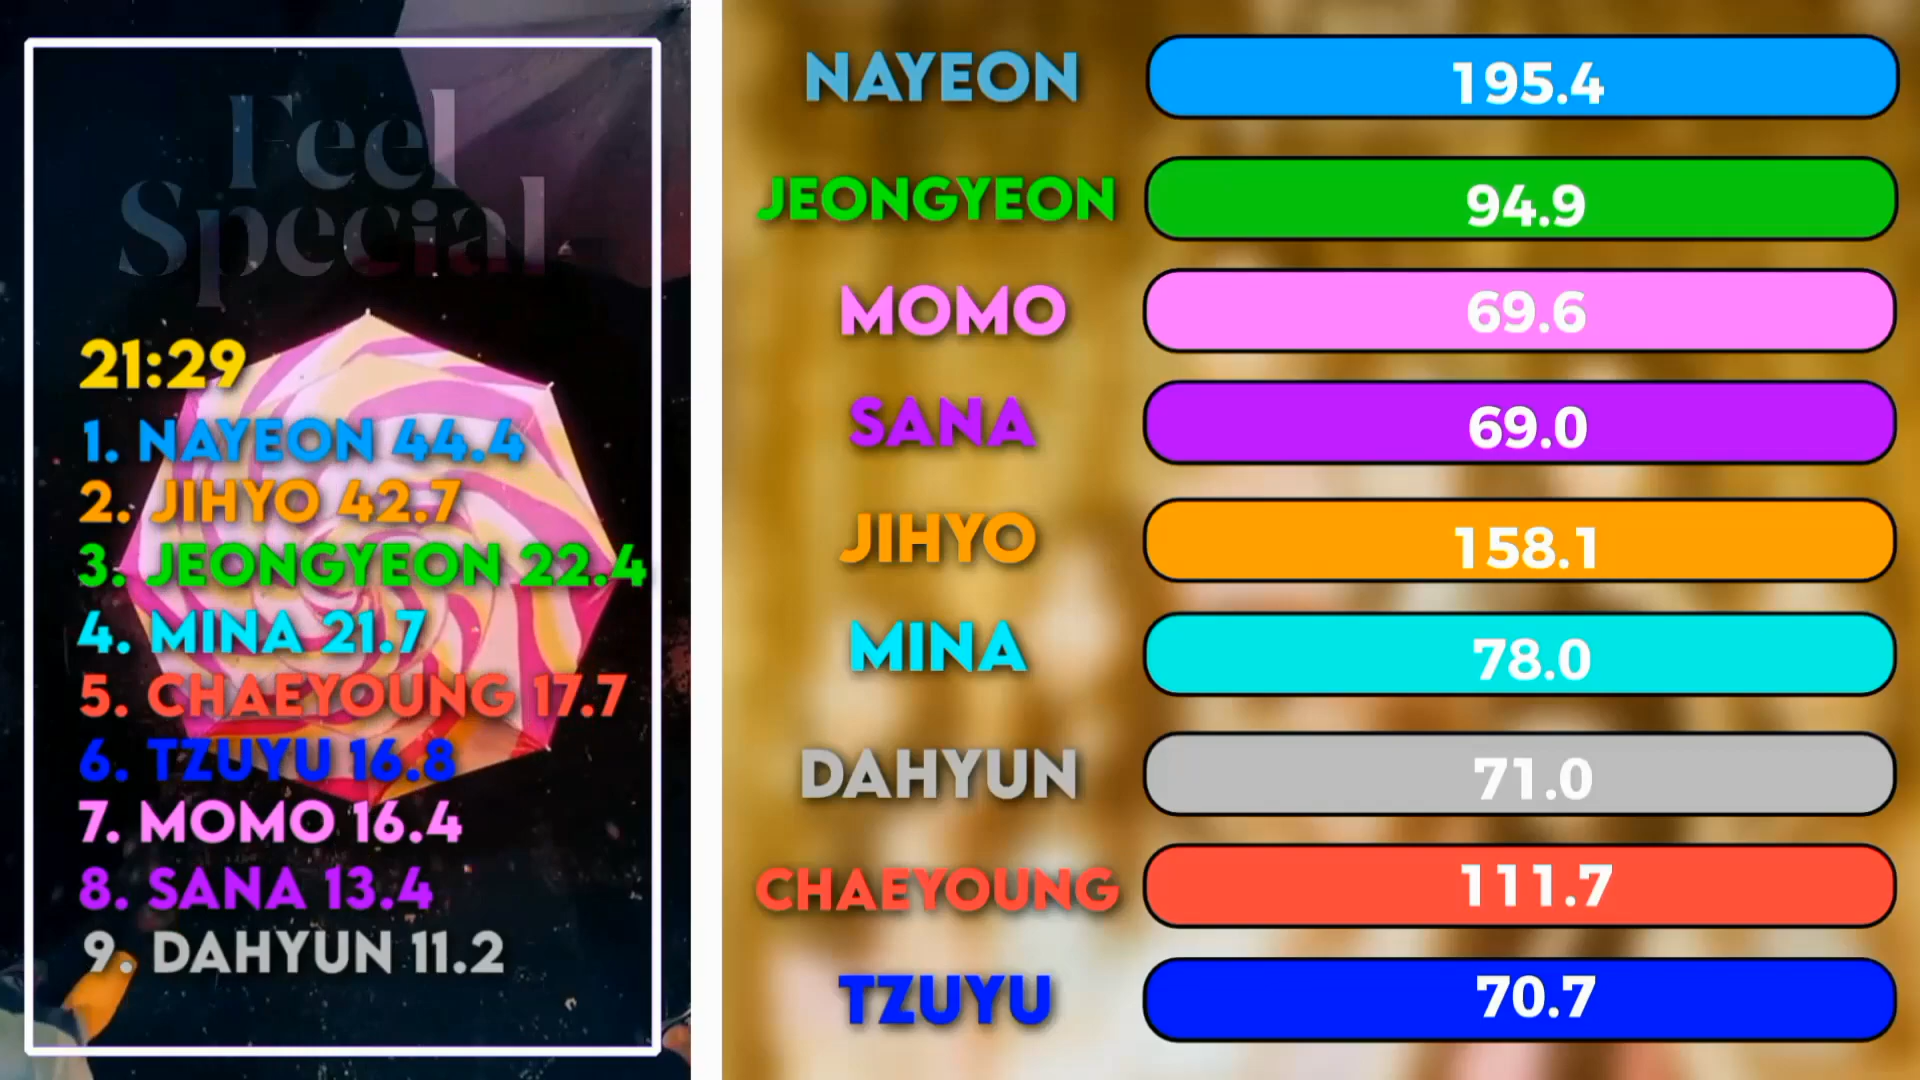 Feel
Special
21:29
1. NAYEON 44.4
2. JIHYO 42.7
3. JEONGYEON 22.4
4. MINA 21.7
5. CHAEYOUNG 17.7
6. TZUYU 16.8
7. MOMO 16.4
8. SANA 13.4
9. DAHYUN 11.2
NAYEON 195.4
JEONGYEON 94.9
MOMO 69.6
SANA 69.0
JIHYO 158.1
MINA 78.0
DAHYUN 71.0
CHAEYOUNG 111.7
TZUYU 70.7